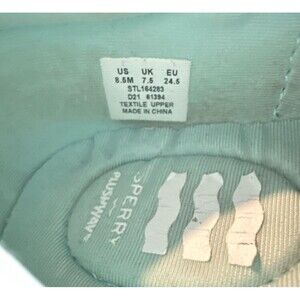 US UK EU
8.5M 7.5 24.5
STL164283
D21 61394
TEXTILE UPPER
MADE IN CHINA
SPERRY
PLUSHWAVE